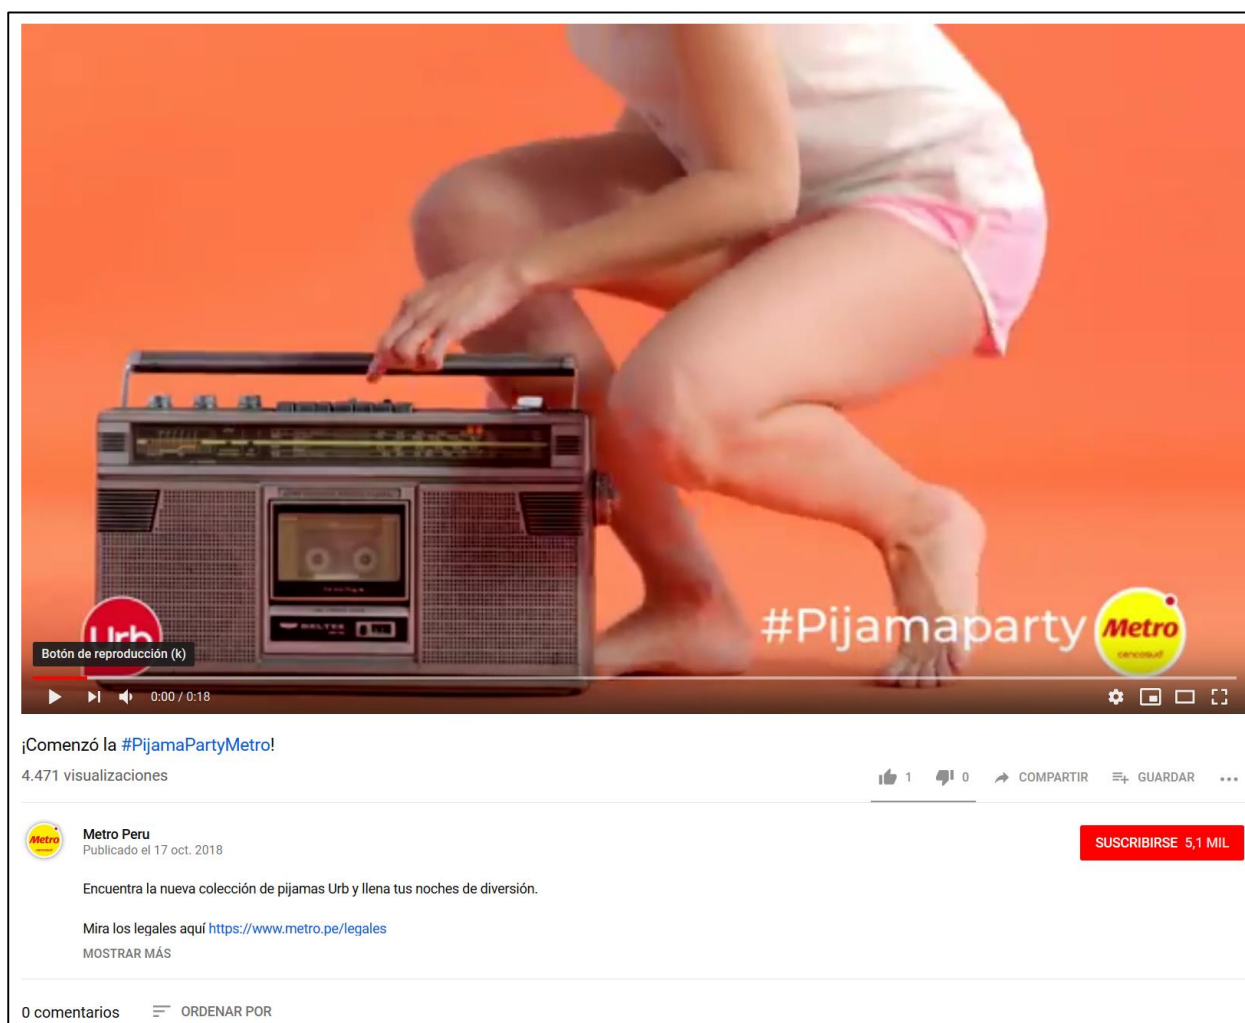 Urb
#Pijamaparty
Metro
cencosud
Botón de reproducción (k)
0:00 / 0:18
¡Comenzó la #PijamaPartyMetro!
4.471 visualizaciones
1
0
COMPARTIR
GUARDAR
Metro
Metro Peru
Publicado el 17 oct. 2018
SUSCRIBIRSE 5,1 MIL
Encuentra la nueva colección de pijamas Urb y llena tus noches de diversión.
Mira los legales aquí https://www.metro.pe/legales
MOSTRAR MÁS
0 comentarios
ORDENAR POR